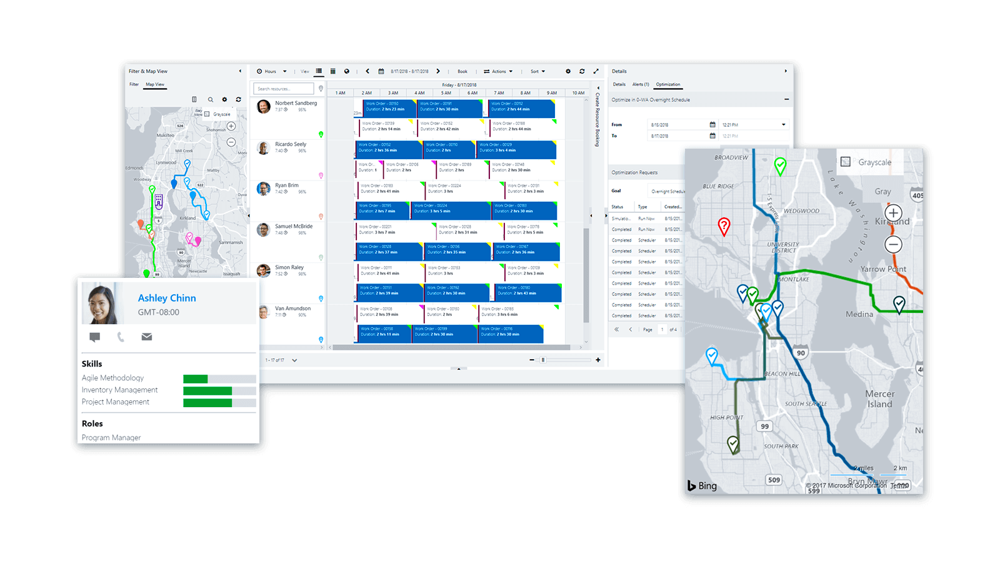 Filter & Map View
Filter Map View
Grayscale
Snohomish
Mukilteo
Mill Creek
Lynnwood
Edmonds
Maltby
Woodway
528
522
Duva
5
Kirkland
Sammamish
90
Mercer
Island
Newcastle
Issaquah
99
Hours View 8/17/2018 - 8/17/2018 Book Actions Sort
Search resources...
Friday - 8/17/2018
1 AM 2 AM 3 AM 4 AM 5 AM 6 AM 7 AM 8 AM 9 AM 10 AM
Create Resource Booking
Norbert Sandberg
7:37 95%
Work Order - 00150 Work Order - 00191 Work Order - 00112
Duration: 2 hrs 23 min Duration: 2 hrs 30 min Duration: 2 hrs 44 min
Work Order - 00139 Work Order - 00152 Work Order - 00188
Duration: 3 hrs 14 min Duration: 2 hrs 42 min Duration: 2 hrs 44 min
Ricardo Seely
7:40 96%
Work Order - 00152 Work Order - 00110 Work Order - 00129
Duration: 2 hrs 36 min Duration: 2 hrs Duration: 3 hrs 4 min
Work Or... Work Order - 00106 Work Order - 00189 Work Order - 00148
Duration: 1 Duration: 2 hrs Duration: 2 hrs Duration: 2 hrs 30 min
Ryan Brim
7:42 96%
Work Order - 00183 Work Order - 00224 Work Order - 00131
Duration: 2 hrs 41 min Duration: 3 hrs Duration: 2 hrs 3 min
Work Order - 00195 Work Order - 00224 Work Order - 00183
Duration: 2 hrs 7 min Duration: 3 hrs 5 min Duration: 2 hrs 30 min
Samuel McBride
7:48 98%
Work Order - 00201 Work Order - 00128 Work Order - 00178
Duration: 3 hrs 7 min Duration: 2 hrs 31 min Duration: 2 hrs 5 min
Work Order - 00128 Work Order - 00136 Work Order - 00167
Duration: 2 hrs 37 min Duration: 2 hrs 35 min Duration: 2 hrs 36 min
Simon Raley
7:52 98%
Work Order - 00111 Work Order - 00153 Work Order - 00109
Duration: 2 hrs 41 min Duration: 3 hrs Duration: 2 hrs 3 min
Work Order - 00151 Work Order - 00192 Work Order - 00180
Duration: 2 hrs 39 min Duration: 2 hrs 30 min Duration: 2 hrs 43 min
Van Amundson
7:11 90%
Work Order - 00108 Work Order - 00150 Work Order - 00185
Duration: 2 hrs 39 min Duration: 2 hrs 30 min Duration: 3 hrs 6 min
Work Order - 00158 Work Order - 00199 Work Order - 00116
Duration: 2 hrs 11 min Duration: 2 hrs 30 min Duration: 2 hrs 30 min
1 - 17 of 17
Details
Details Alerts (1) Optimization
Optimize in 0-WA Overnight Schedule
From 8/15/2018 12:21 PM
To 8/17/2018 12:21 PM
Optimization Requests
Goal Overnight Schedule
Status Type Created...
Simulatio... Run Now 8/15/201...
Completed Run Now 8/15/201...
Completed Scheduler 8/15/201...
Completed Scheduler 8/15/201...
Completed Scheduler 8/15/201...
Completed Scheduler 8/15/201...
Completed Scheduler 8/15/201...
Completed Scheduler 8/15/201...
Completed Scheduler 8/15/201...
Completed Scheduler 8/15/201...
Page 1 of 4
Ashley Chinn
GMT-08:00
Skills
Agile Methodology
Inventory Management
Project Management
Roles
Program Manager
BROADVIEW
Grayscale
Gray
BLUE RIDGE
I-5 Express Lane
Lake Washington
405
WEDGWOOD
Kirkland
UNIVERSITY
DISTRICT
Yarrow Point
MONTLAKE
Medina
90
BEACON HILL
Mercer
Island
SOUTH SEATTLE
HIGH POINT
99
SOUTH PARK
2 miles 2 km
509
Bryn Mawr
Bing
© 2017 Microsoft Corporation Terms
599
900